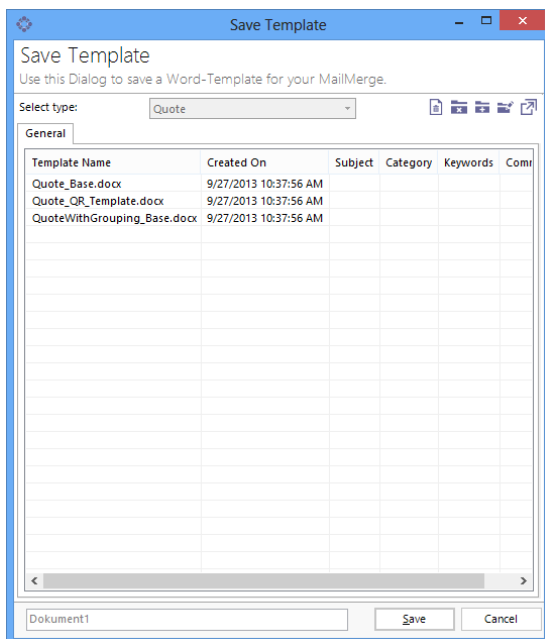 Save Template
Save Template
Use this Dialog to save a Word-Template for your MailMerge.
Select type: Quote
General
Template Name Created On Subject Category Keywords Comr
Quote_Base.docx 9/27/2013 10:37:56 AM
Quote_QR_Template.docx 9/27/2013 10:37:56 AM
QuoteWithGrouping_Base.docx 9/27/2013 10:37:56 AM
Dokument1 Save Cancel